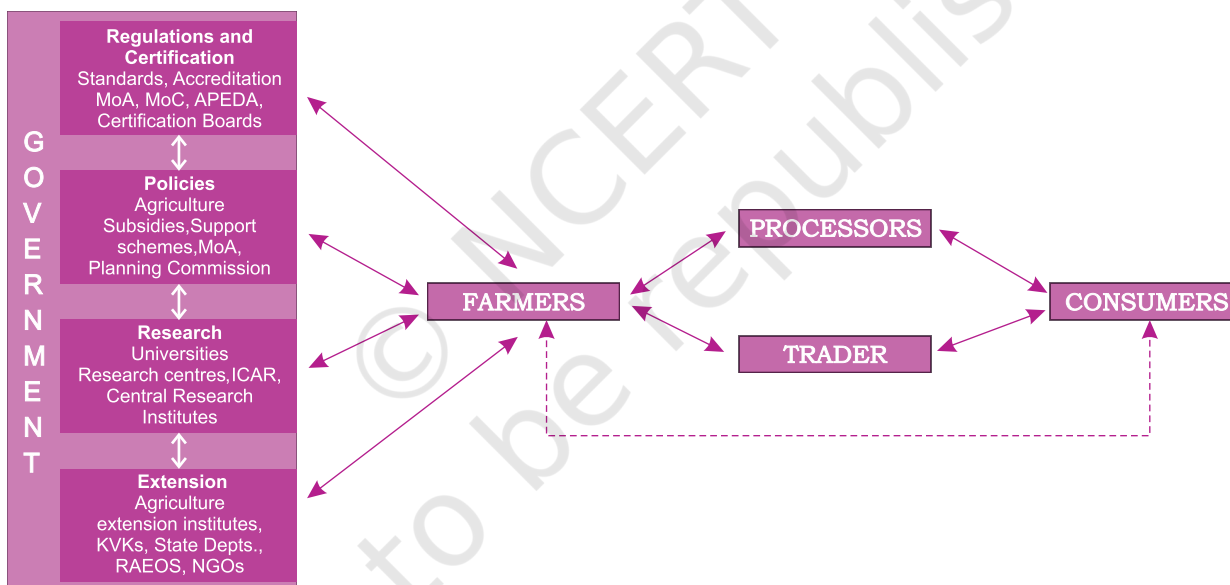 GOVERNMENT
Regulations and
Certification
Standards, Accreditation
MoA, MoC, APEDA,
Certification Boards
Policies
Agriculture
Subsidies,Support
schemes,MoA,
Planning Commission
Research
Universities
Research centres,ICAR,
Central Research
Institutes
Extension
Agriculture
extension institutes,
KVKs, State Depts.,
RAEOS, NGOs
FARMERS
PROCESSORS
TRADER
CONSUMERS
© NCERT
to be republis